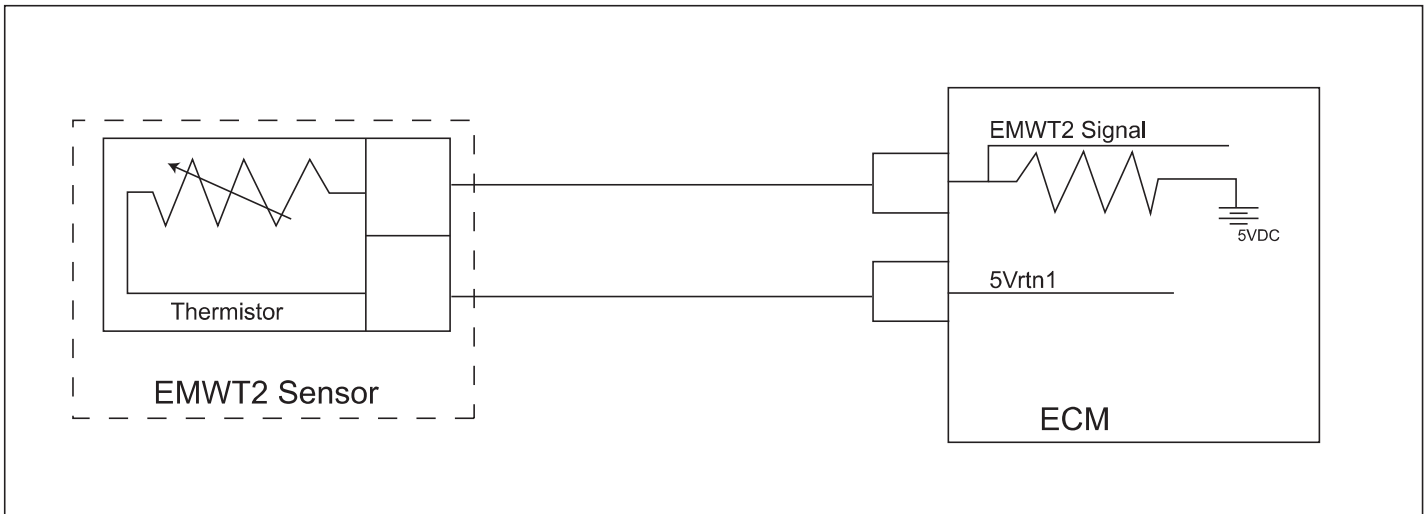 EMWT2 Signal
5VDC
5Vrtn1
Thermistor
EMWT2 Sensor
ECM